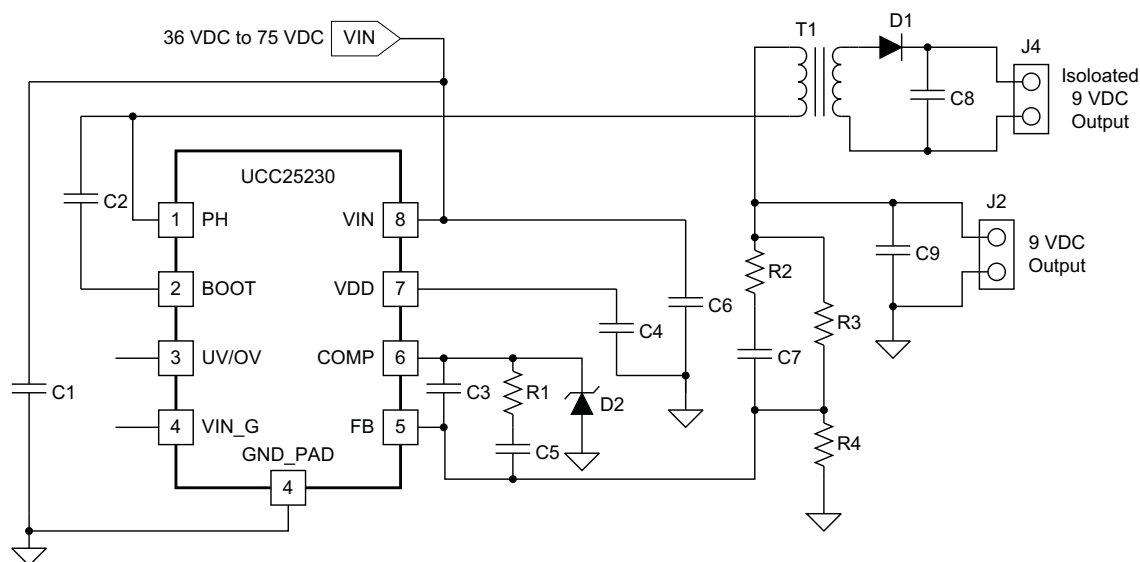 36 VDC to 75 VDC VIN
T1
D1
J4
Isoloated
9 VDC
Output
C8
UCC25230
C2
1 PH
VIN 8
2 BOOT
VDD 7
3 UV/OV
COMP 6
4 VIN_G
FB 5
GND_PAD
4
C1
C6
C4
C3
R1
D2
C5
R2
C7
R3
R4
C9
J2
9 VDC
Output